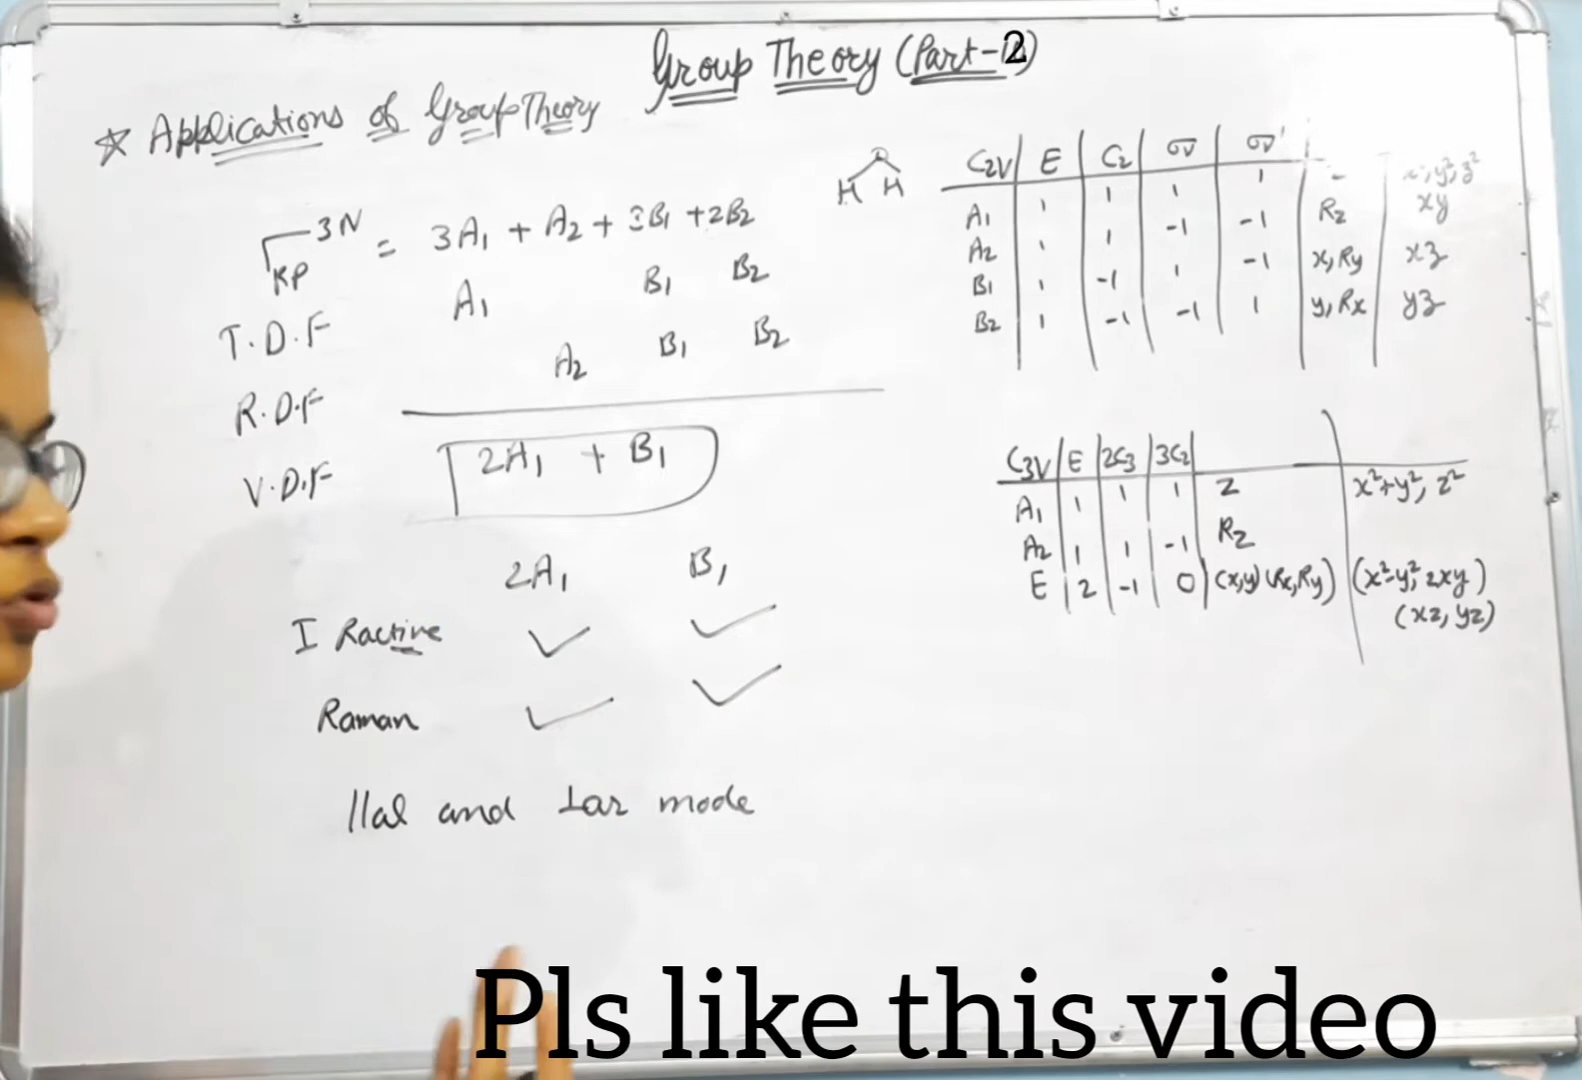 Group Theory (Part-2)
☆ Applications of Group Theory
Γ 3N KP = 3A1 + A2 + 3B1 + 2B2
T.D.F A1 B1 B2
R.D.F A2 B1 B2
V.D.F 2A1 + B1
2A1 B1
I Ractive ✓ ✓
Raman ✓ ✓
llal and ⊥ar mode
H H
C2V E C2 σv σv'
A1 1 1 1 1 y², z²
A2 1 1 -1 -1 Rz xy
B1 1 -1 1 -1 x, Ry xz
B2 1 -1 -1 1 y, Rx yz
C3V E 2C3 3C2
A1 1 1 1 z x²+y², z²
A2 1 1 -1 Rz
E 2 -1 0 (x,y) (Rx,Ry) (x²-y², 2xy)
(xz, yz)
Pls like this video